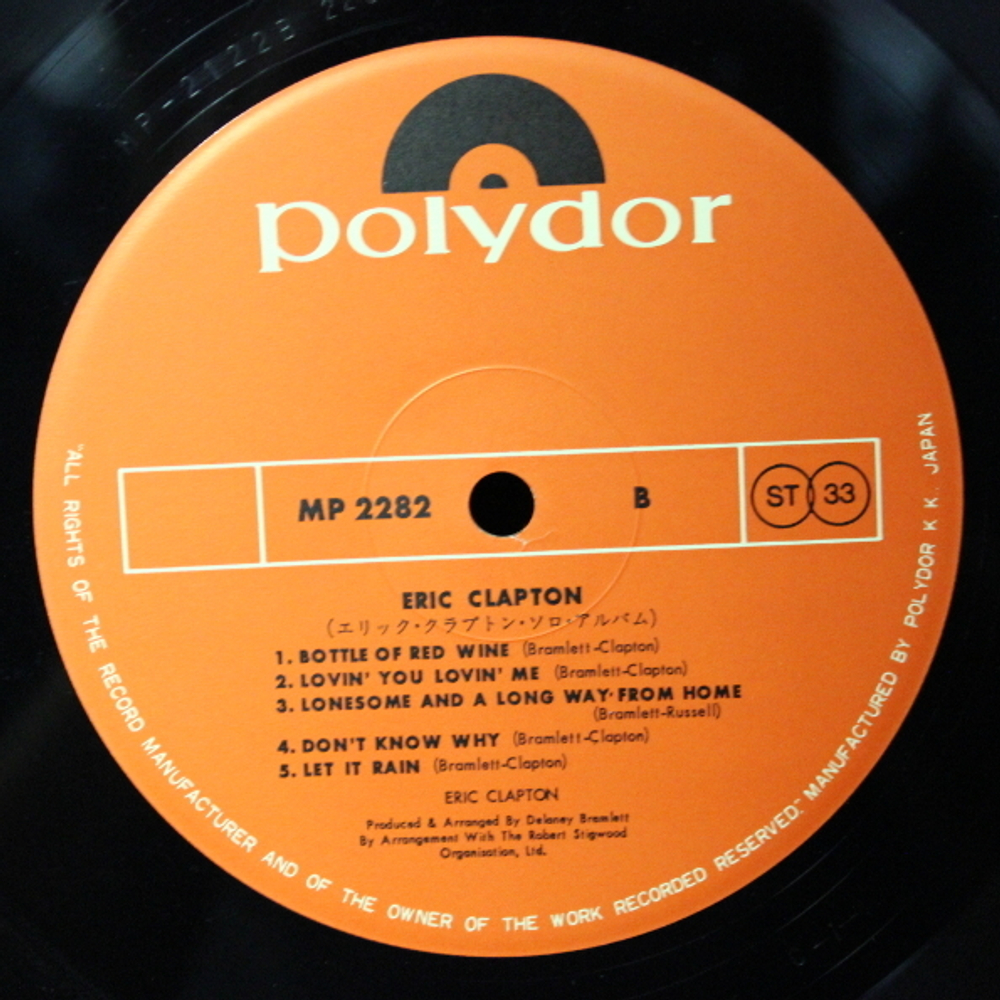 polydor
MP 2282 B ST 33
ERIC CLAPTON
(エリック・クラプトン・ソロ・アルバム)
1. BOTTLE OF RED WINE (Bramlett-Clapton)
2. LOVIN' YOU LOVIN' ME (Bramlett-Clapton)
3. LONESOME AND A LONG WAY FROM HOME
(Bramlett-Russell)
4. DON'T KNOW WHY (Bramlett-Clapton)
5. LET IT RAIN (Bramlett-Clapton)
ERIC CLAPTON
Produced & Arranged By Delaney Bramlett
By Arrangement With The Robert Stigwood
Organisation, Ltd.
"ALL RIGHTS OF THE RECORD MANUFACTURER AND OF THE OWNER OF THE WORK RECORDED RESERVED." MANUFACTURED BY POLYDOR K K. JAPAN